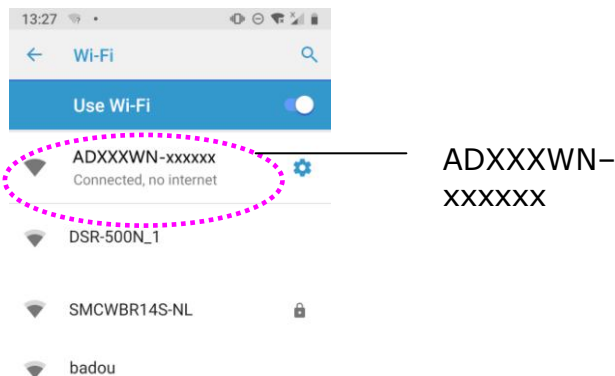 13:27
Wi-Fi
Use Wi-Fi
ADXXXWN-xxxxxx
Connected, no internet
DSR-500N_1
SMCWBR14S-NL
badou
ADXXXWN–
xxxxxx